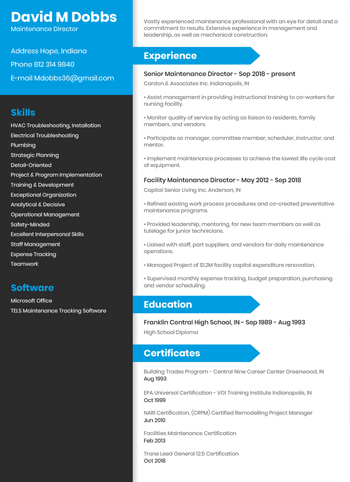 David M Dobbs
Maintenance Director
Address Hope, Indiana
Phone 812 314 9840
E-mail Mdobbs36@gmail.com
Skills
HVAC Troubleshooting, Installation
Electrical Troubleshooting
Plumbing
Strategic Planning
Detail-Oriented
Project & Program Implementation
Training & Development
Exceptional Organization
Analytical & Decisive
Operational Management
Safety-Minded
Excellent Interpersonal Skills
Staff Management
Expense Tracking
Teamwork
Software
Microsoft Office
TELS Maintenance Tracking Software
Vastly experienced maintenance professional with an eye for detail and a
commitment to results. Extensive experience in management and
leadership, as well as mechanical construction.
Experience
Senior Maintenance Director - Sep 2018 - present
Cardon & Associates Inc. Indianapolis, IN
• Assist management in providing instructional training to co-workers for
nursing facility.
• Monitor quality of service by acting as liaison to residents, family
members, and vendors.
• Participate as manager, committee member, scheduler, instructor, and
mentor.
• Implement maintenance processes to achieve the lowest life cycle cost
of equipment.
Facility Maintenance Director - May 2012 - Sep 2018
Capital Senior Living Inc. Anderson, IN
• Refined existing work process procedures and co-created preventative
maintenance programs.
• Provided leadership, mentoring, for new team members as well as
tutelage for junior technicians.
• Liaised with staff, part suppliers, and vendors for daily maintenance
operations.
• Managed Project of $1.2M facility capital expenditure renovation.
• Supervised monthly expense tracking, budget preparation, purchasing
and vendor scheduling.
Education
Franklin Central High School, IN - Sep 1989 - Aug 1993
High School Diploma
Certificates
Building Trades Program - Central Nine Career Center Greenwood, IN
Aug 1993
EPA Universal Certification - VGI Training Institute Indianapolis, IN
Oct 1999
NARI Certification, (CRPM) Certified Remodelling Project Manager
Jun 2010
Facilities Maintenance Certification
Feb 2013
Trane Leed General 12.5 Certification
Oct 2018